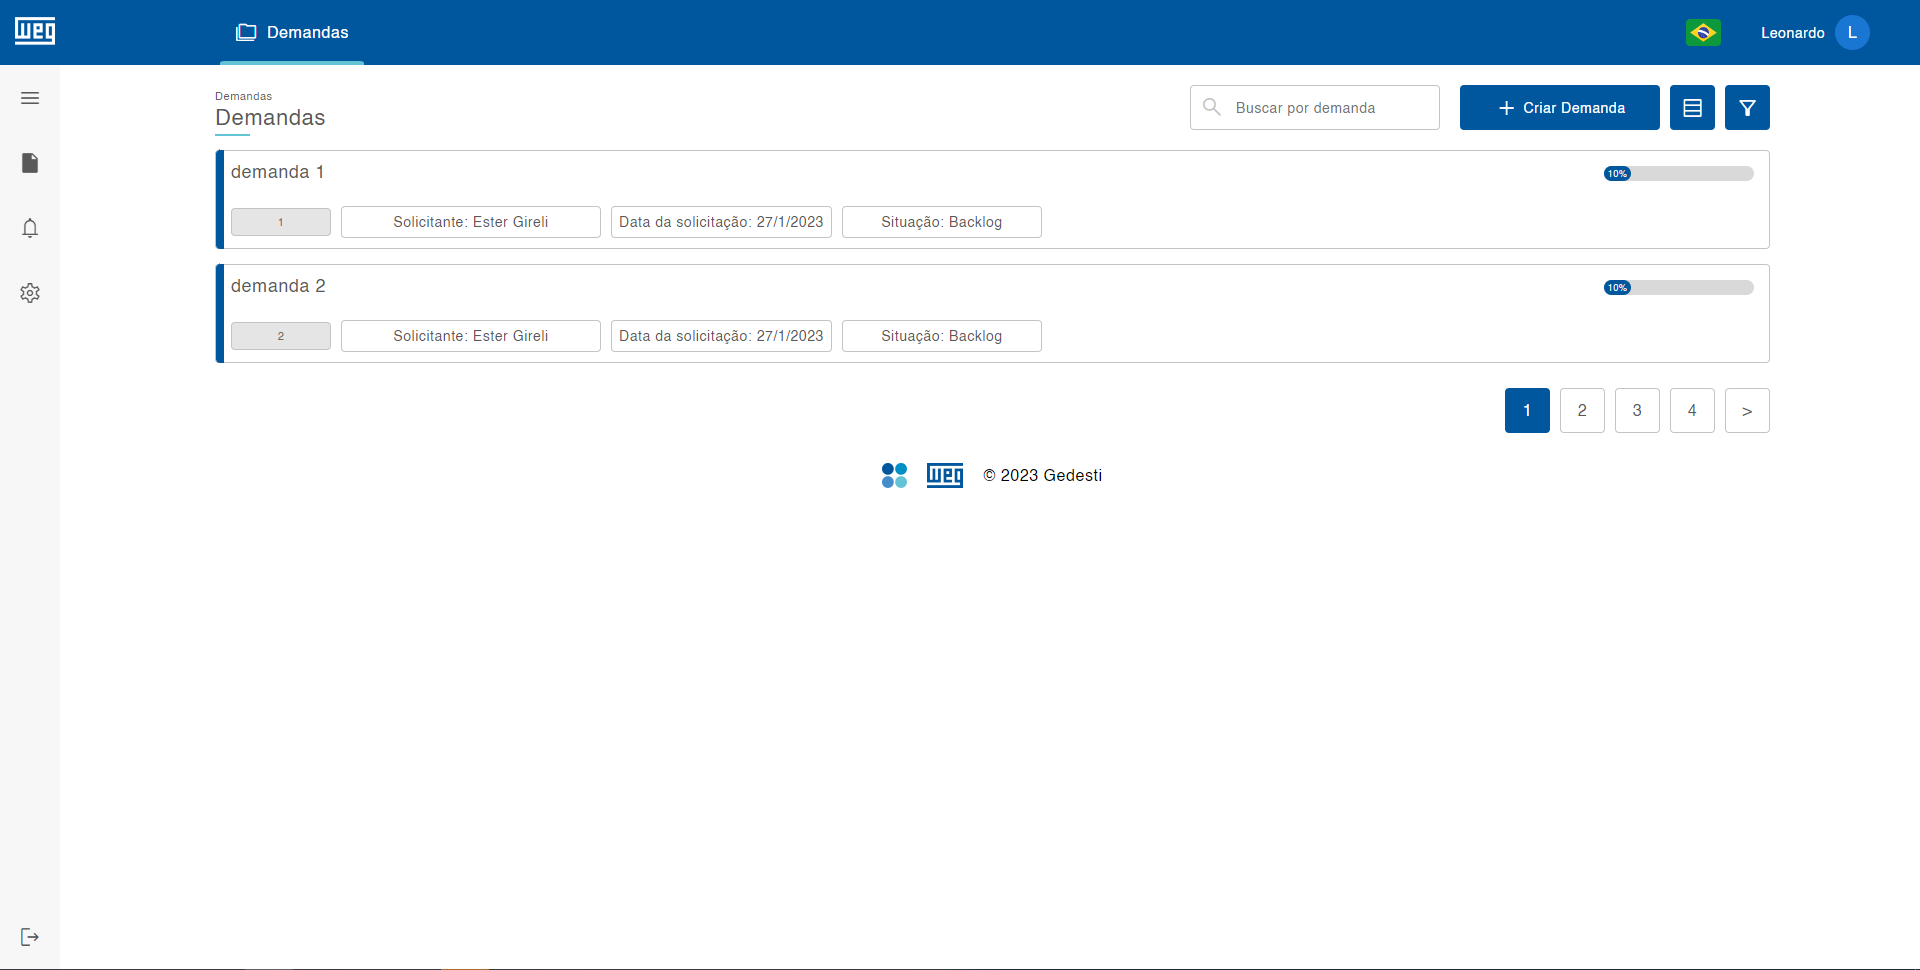 weg
Demandas
Leonardo
L
Demandas
Demandas
Buscar por demanda
Criar Demanda
demanda 1
10%
1
Solicitante: Ester Gireli
Data da solicitação: 27/1/2023
Situação: Backlog
demanda 2
10%
2
Solicitante: Ester Gireli
Data da solicitação: 27/1/2023
Situação: Backlog
1
2
3
4
>
weg
© 2023 Gedesti